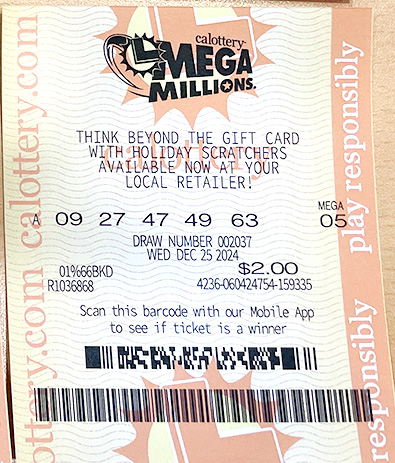 calottery
MEGA
MILLIONS.
THINK BEYOND THE GIFT CARD
WITH HOLIDAY SCRATCHERS
AVAILABLE NOW AT YOUR
LOCAL RETAILER!
MEGA
A 09 27 47 49 63 05
DRAW NUMBER 002037
WED DEC 25 2024
01%66BKD $2.00
R1036868 4236-060424754-159335
Scan this barcode with our Mobile App
to see if ticket is a winner
calottery.com
ottery.com
calottery
play responsibly
responsibly